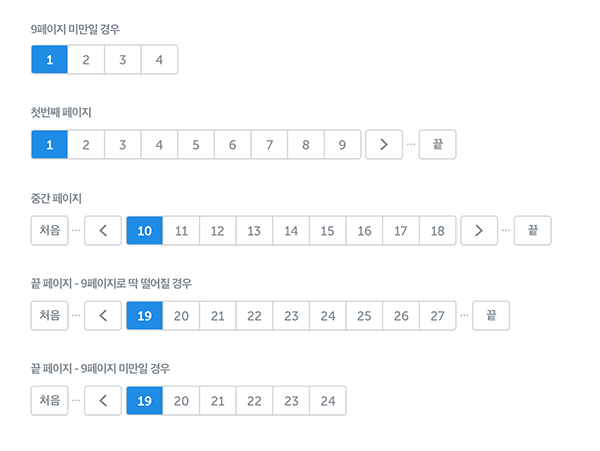 9페이지 미만일 경우
1 2 3 4
첫번째 페이지
1 2 3 4 5 6 7 8 9 > ··· 끝
중간 페이지
처음 ··· < 10 11 12 13 14 15 16 17 18 > ··· 끝
끝 페이지 - 9페이지로 딱 떨어질 경우
처음 ··· < 19 20 21 22 23 24 25 26 27 ··· 끝
끝 페이지 - 9페이지 미만일 경우
처음 ··· < 19 20 21 22 23 24